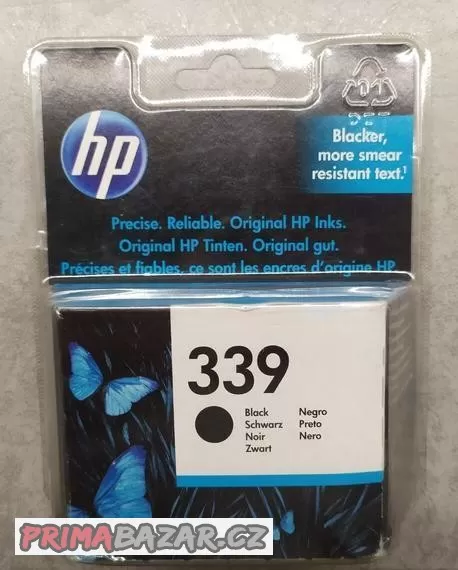 hp
01
Blacker,
more smear
resistant text.¹
Precise. Reliable. Original HP Inks.
Original HP Tinten. Original gut.
Précises et fiables, ce sont les encres d'origine HP.
339
Black Negro
Schwarz Preto
Noir Nero
Zwart
PRIMABAZAR.CZ